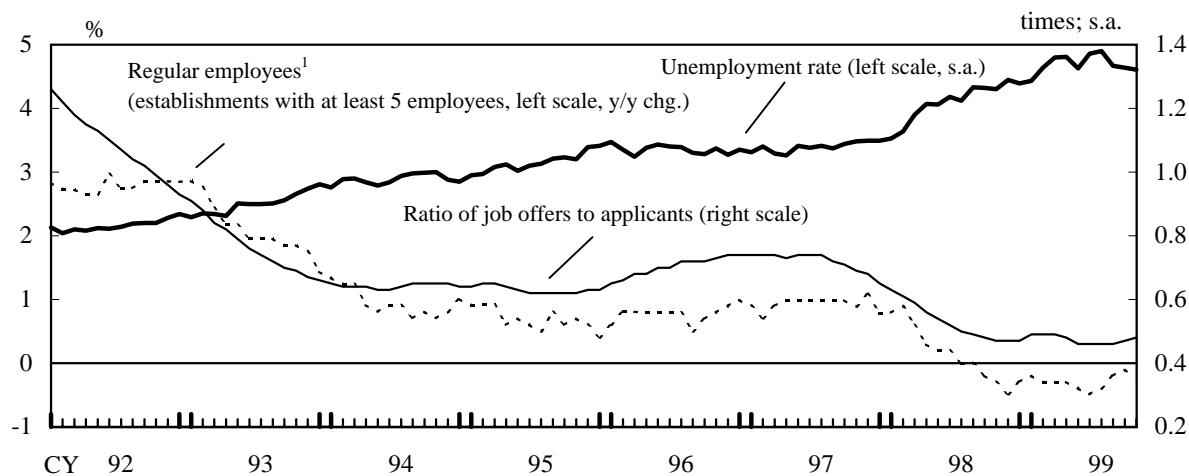 %
times; s.a.
5
4
3
2
1
0
-1
1.4
1.2
1.0
0.8
0.6
0.4
0.2
Regular employees¹
(establishments with at least 5 employees, left scale, y/y chg.)
Unemployment rate (left scale, s.a.)
Ratio of job offers to applicants (right scale)
CY 92 93 94 95 96 97 98 99